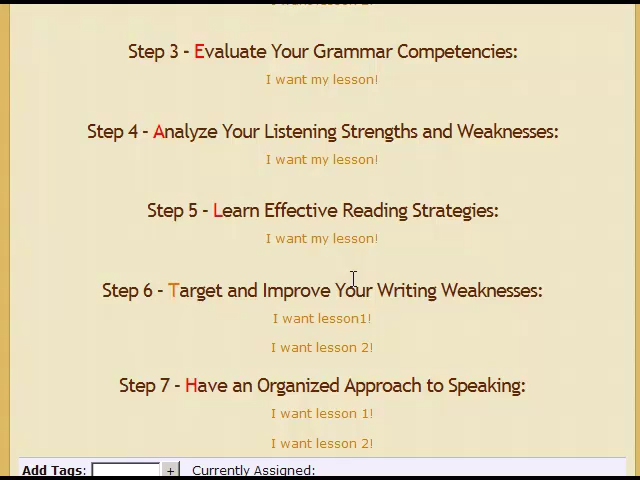 I want lesson 2!
Step 3 - Evaluate Your Grammar Competencies:
I want my lesson!
Step 4 - Analyze Your Listening Strengths and Weaknesses:
I want my lesson!
Step 5 - Learn Effective Reading Strategies:
I want my lesson!
Step 6 - Target and Improve Your Writing Weaknesses:
I want lesson1!
I want lesson 2!
Step 7 - Have an Organized Approach to Speaking:
I want lesson 1!
I want lesson 2!
Add Tags: + Currently Assigned: